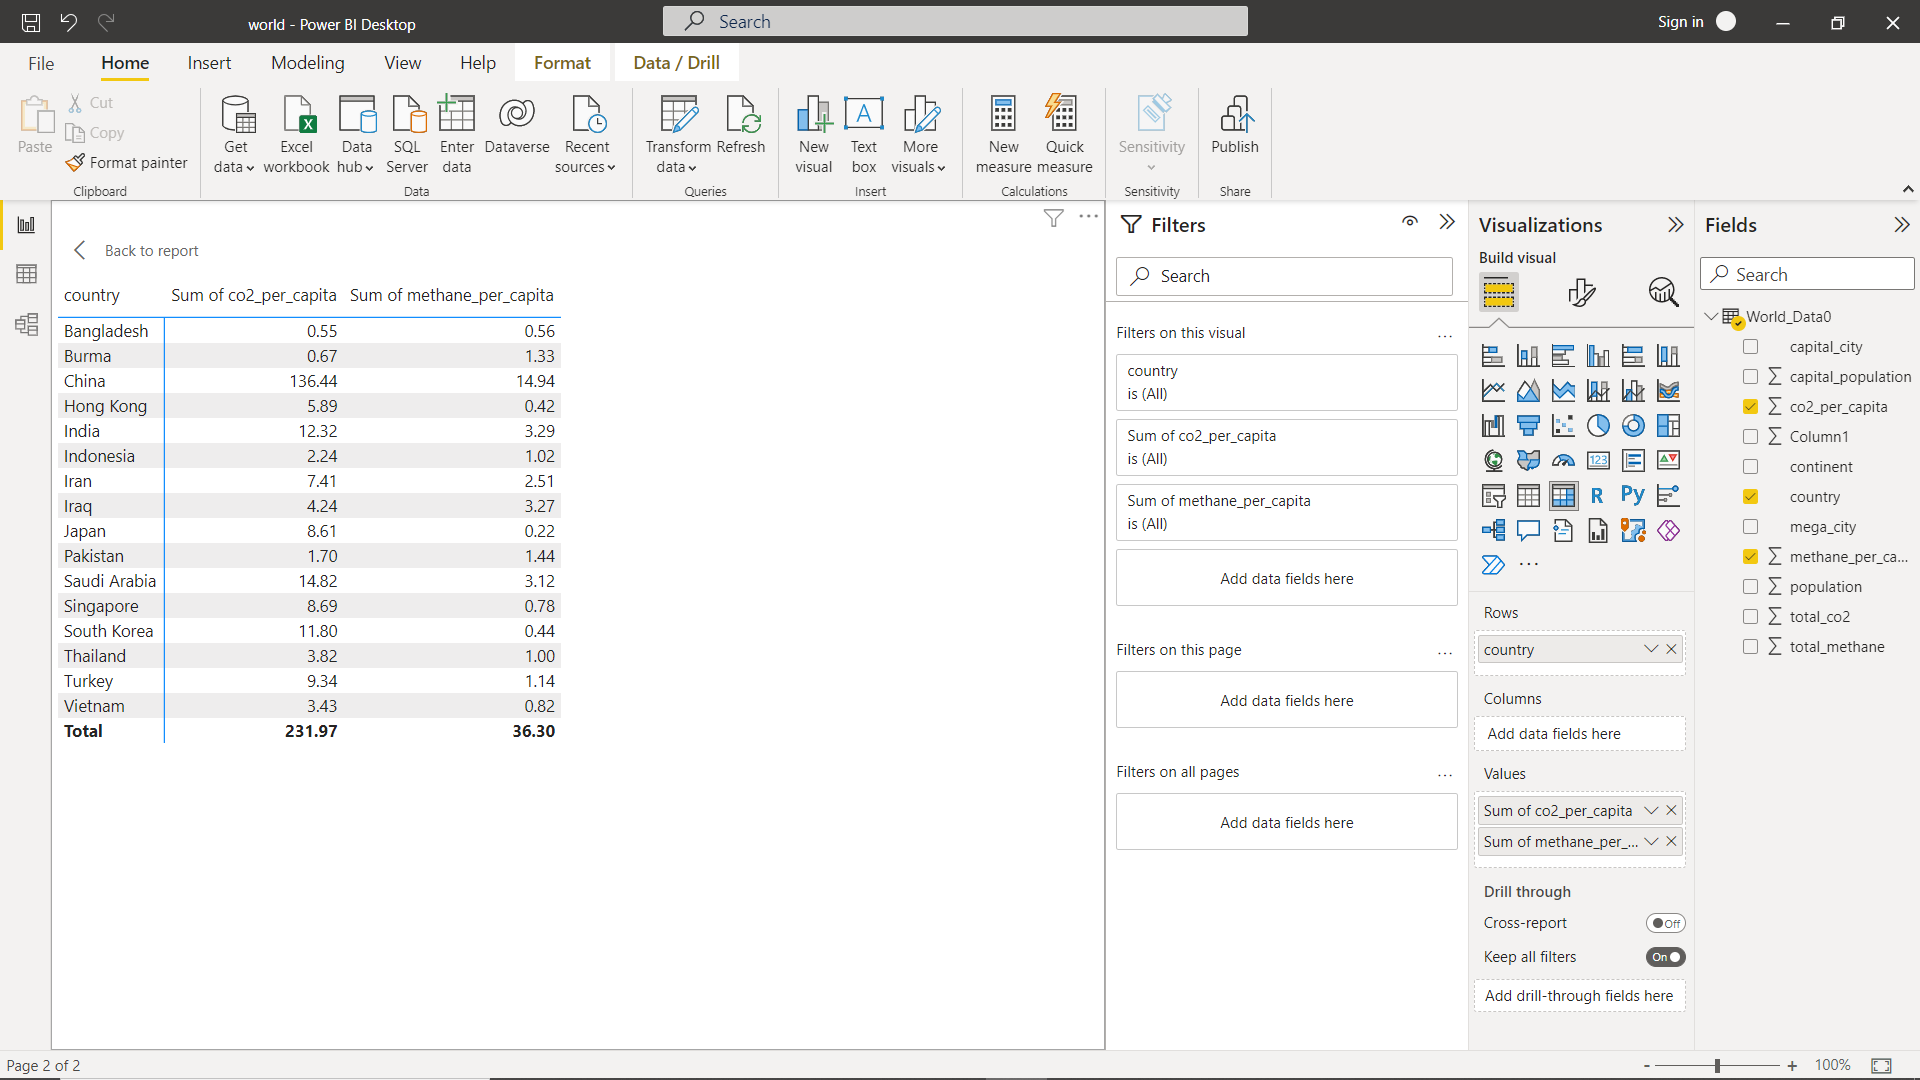 world - Power BI Desktop
Search
Sign in
File
Home
Insert
Modeling
View
Help
Format
Data / Drill
Paste
Cut
Copy
Format painter
Clipboard
Get data
Excel workbook
Data hub
SQL Server
Enter data
Dataverse
Recent sources
Data
Transform data
Refresh
Queries
New visual
A
Text box
More visuals
Insert
New measure
Quick measure
Calculations
Sensitivity
Sensitivity
Publish
Share
Back to report
country Sum of co2_per_capita Sum of methane_per_capita
Bangladesh 0.55 0.56
Burma 0.67 1.33
China 136.44 14.94
Hong Kong 5.89 0.42
India 12.32 3.29
Indonesia 2.24 1.02
Iran 7.41 2.51
Iraq 4.24 3.27
Japan 8.61 0.22
Pakistan 1.70 1.44
Saudi Arabia 14.82 3.12
Singapore 8.69 0.78
South Korea 11.80 0.44
Thailand 3.82 1.00
Turkey 9.34 1.14
Vietnam 3.43 0.82
Total 231.97 36.30
Filters
Search
Filters on this visual
...
country
is (All)
Sum of co2_per_capita
is (All)
Sum of methane_per_capita
is (All)
Add data fields here
Filters on this page
...
Add data fields here
Filters on all pages
...
Add data fields here
Visualizations
Build visual
123
R
Py
...
Rows
country
Columns
Add data fields here
Values
Sum of co2_per_capita
Sum of methane_per_...
Drill through
Cross-report
Off
Keep all filters
On
Add drill-through fields here
Fields
Search
World_Data0
capital_city
capital_population
co2_per_capita
Column1
continent
country
mega_city
methane_per_ca...
population
total_co2
total_methane
Page 2 of 2
- + 100%